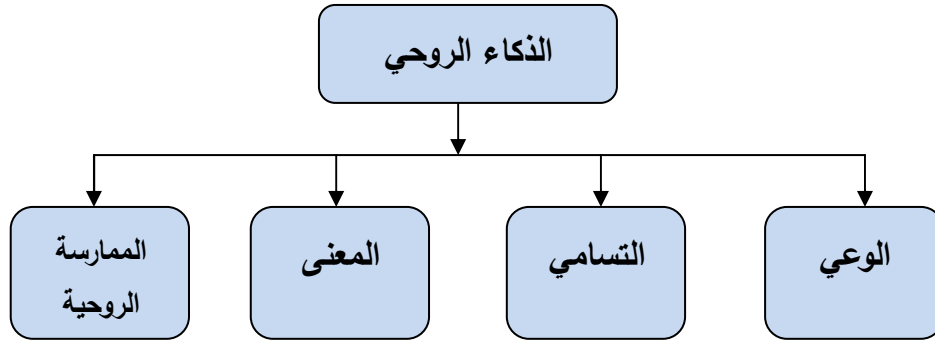 الذكاء الروحي
الوعي
التسامي
المعنى
الممارسة
الروحية